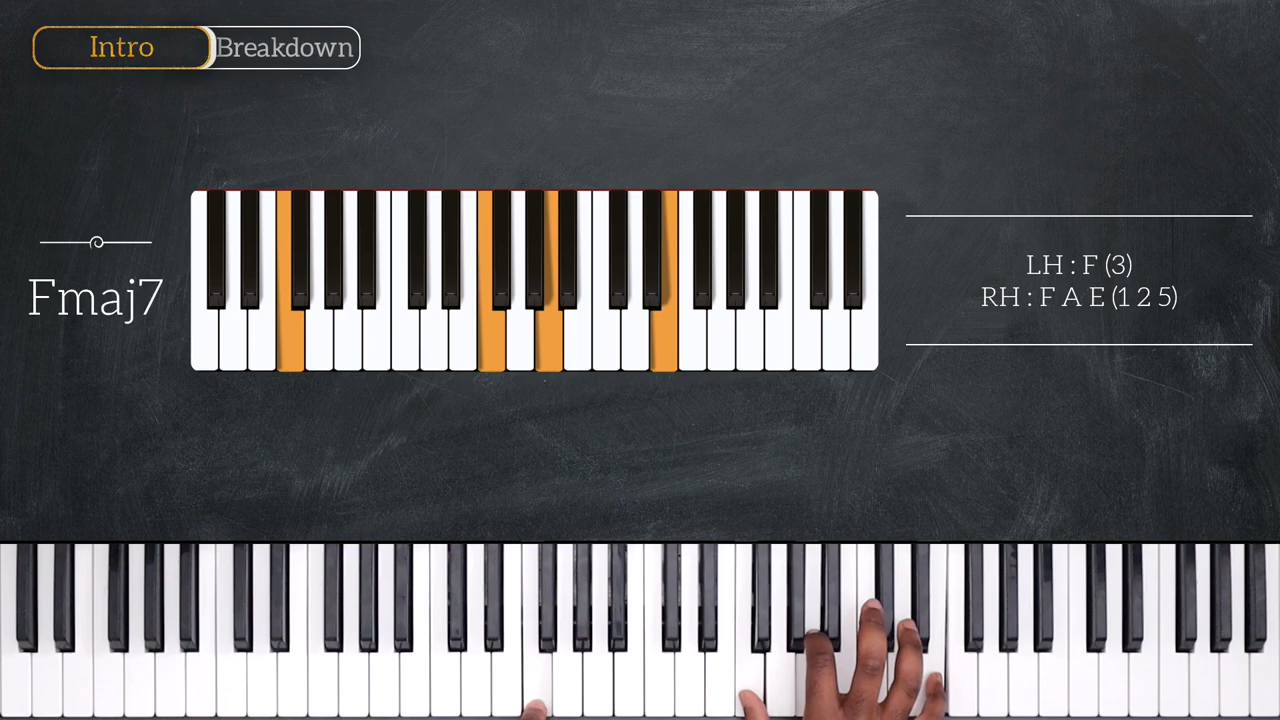 Intro
Breakdown
Fmaj7
LH : F (3)
RH : F A E (1 2 5)